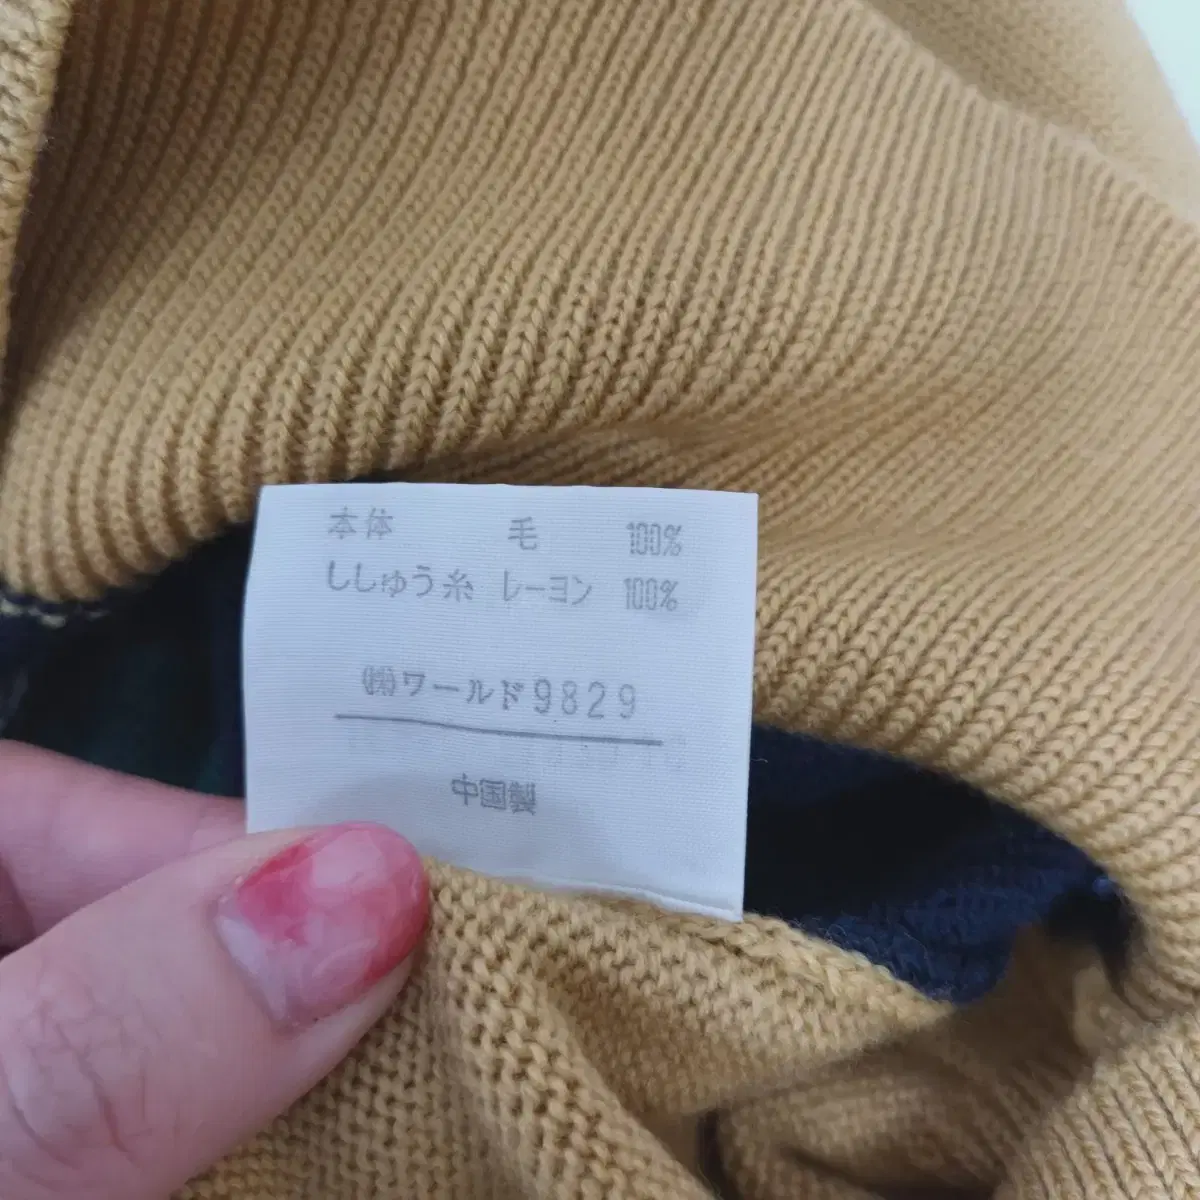 本体 毛 100%
ししゅう糸 レーヨン 100%
㈱ワールド9829
中国製